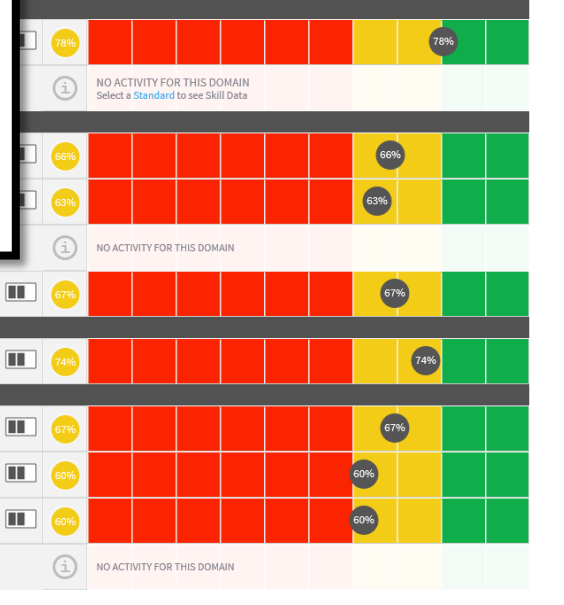 78% 78%
NO ACTIVITY FOR THIS DOMAIN
Select a Standard to see Skill Data
66% 66%
63% 63%
NO ACTIVITY FOR THIS DOMAIN
67% 67%
74% 74%
67% 67%
60% 60%
60% 60%
NO ACTIVITY FOR THIS DOMAIN